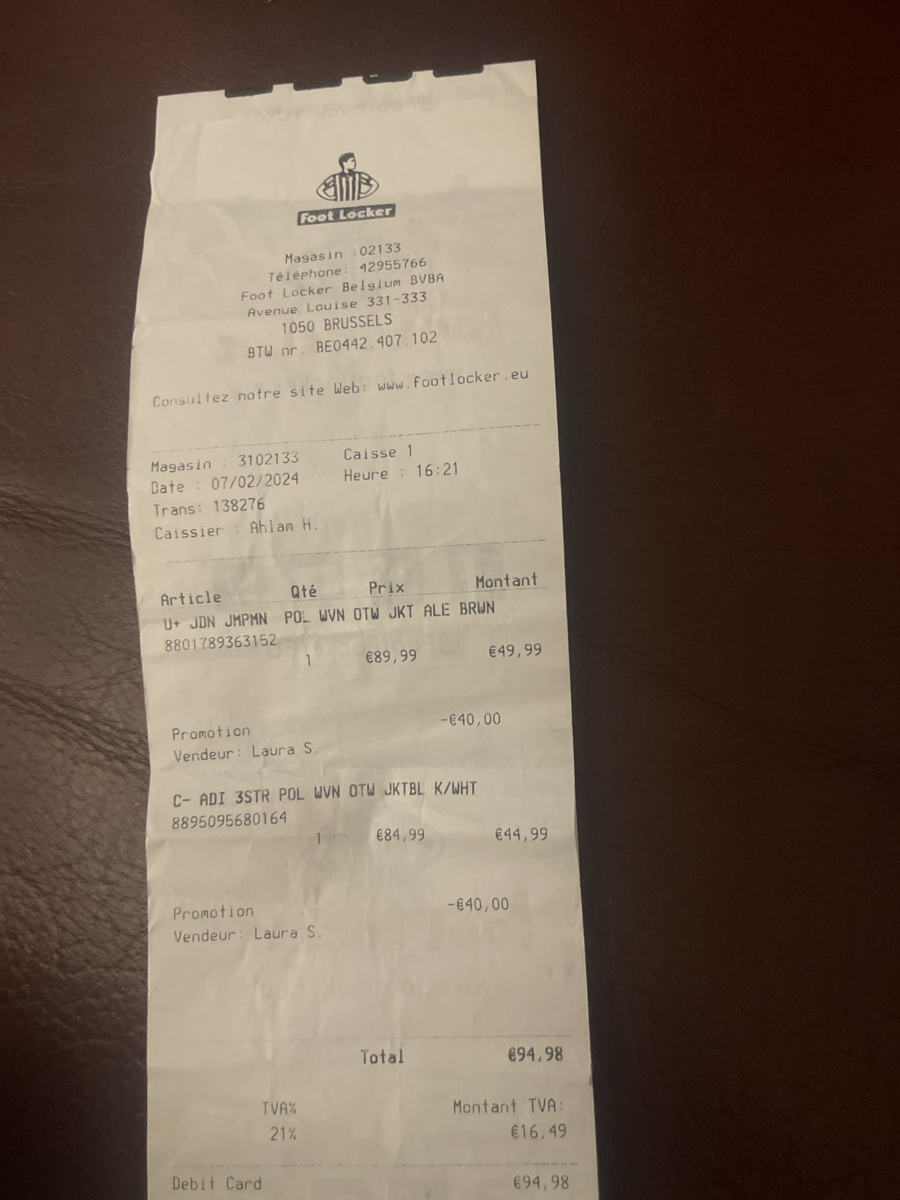 Foot Locker
Magasin :02133
Téléphone: 42955766
Foot Locker Belgium BVBA
Avenue Louise 331-333
1050 BRUSSELS
BTW nr. BE0442.407.102
Consultez notre site Web: www.footlocker.eu
Magasin : 3102133 Caisse 1
Date : 07/02/2024 Heure : 16:21
Trans: 138276
Caissier : Ahlam H.
Article Qté Prix Montant
U+ JDN JMPMN POL WVN OTW JKT ALE BRWN
8801789363152
1 €89,99 €49,99
Promotion -€40,00
Vendeur: Laura S.
C- ADI 3STR POL WVN OTW JKTBL K/WHT
8895095680164
1 €84,99 €44,99
Promotion -€40,00
Vendeur: Laura S.
Total €94,98
TVA% Montant TVA:
21% €16,49
Debit Card €94,98